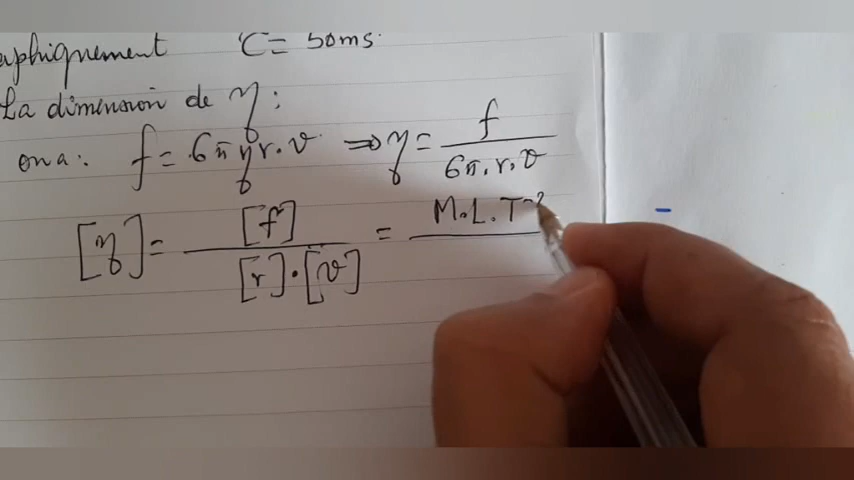 aphiquement τ = 50ms.
La dimension de η :
on a : f = 6π η r . v ⇒ η = f / 6π . r . v
[η] = [f] / [r] . [v] = M.L.T⁻²